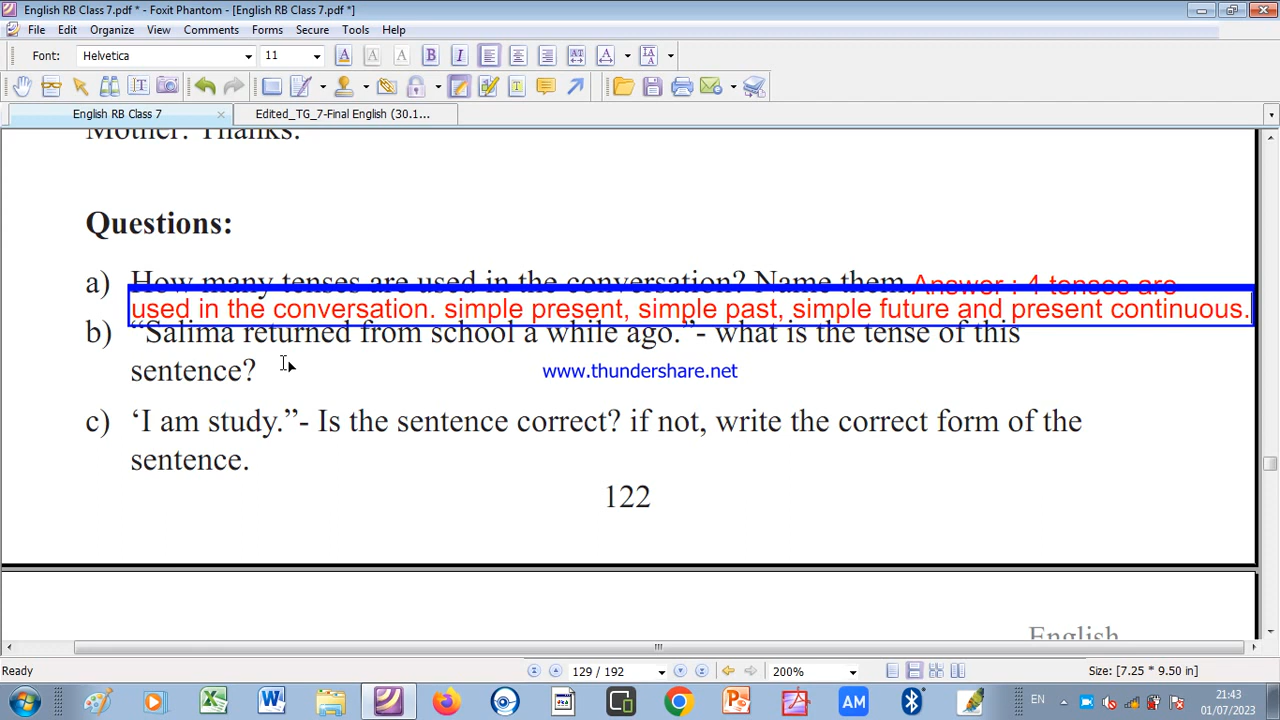 English RB Class 7.pdf * - Foxit Phantom - [English RB Class 7.pdf *]
File Edit Organize View Comments Forms Secure Tools Help
Font: Helvetica 11
English RB Class 7 Edited_TG_7-Final English (30.1...
Mother: Thanks.
Questions:
a) How many tenses are used in the conversation? Name them. Answer : 4 tenses are
used in the conversation. simple present, simple past, simple future and present continuous.
b) “Salima returned from school a while ago.”- what is the tense of this
sentence?
www.thundershare.net
c) ‘I am study.”- Is the sentence correct? if not, write the correct form of the
sentence.
122
English
Ready 129 / 192 200% Size: [7.25 * 9.50 in]
EN 21:43
01/07/2023